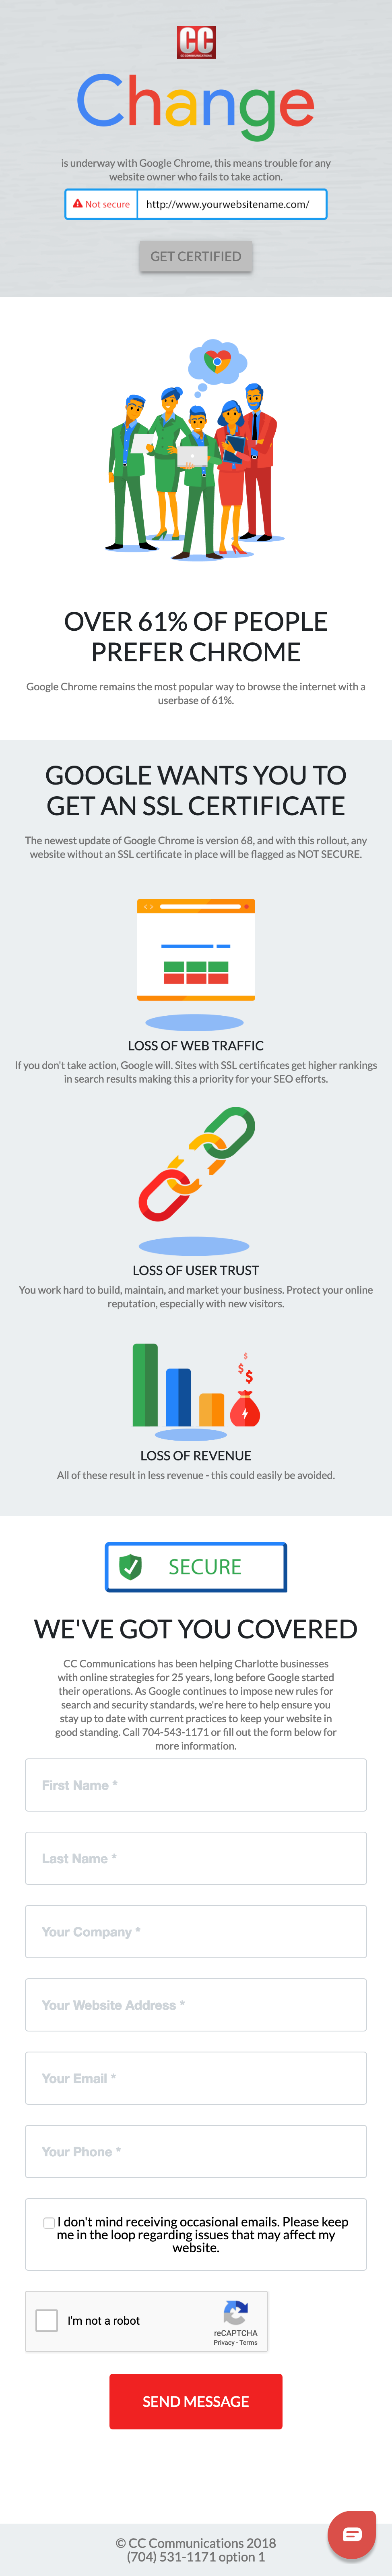 CC
CC COMMUNICATIONS
Change
is underway with Google Chrome, this means trouble for any
website owner who fails to take action.
Not secure http://www.yourwebsitename.com/
GET CERTIFIED
OVER 61% OF PEOPLE
PREFER CHROME
Google Chrome remains the most popular way to browse the internet with a
userbase of 61%.
GOOGLE WANTS YOU TO
GET AN SSL CERTIFICATE
The newest update of Google Chrome is version 68, and with this rollout, any
website without an SSL certificate in place will be flagged as NOT SECURE.
< >
LOSS OF WEB TRAFFIC
If you don't take action, Google will. Sites with SSL certificates get higher rankings
in search results making this a priority for your SEO efforts.
LOSS OF USER TRUST
You work hard to build, maintain, and market your business. Protect your online
reputation, especially with new visitors.
$
$
$
LOSS OF REVENUE
All of these result in less revenue - this could easily be avoided.
SECURE
WE'VE GOT YOU COVERED
CC Communications has been helping Charlotte businesses
with online strategies for 25 years, long before Google started
their operations. As Google continues to impose new rules for
search and security standards, we're here to help ensure you
stay up to date with current practices to keep your website in
good standing. Call 704-543-1171 or fill out the form below for
more information.
First Name *
Last Name *
Your Company *
Your Website Address *
Your Email *
Your Phone *
I don't mind receiving occasional emails. Please keep
me in the loop regarding issues that may affect my
website.
I'm not a robot
reCAPTCHA
Privacy - Terms
SEND MESSAGE
© CC Communications 2018
(704) 531-1171 option 1